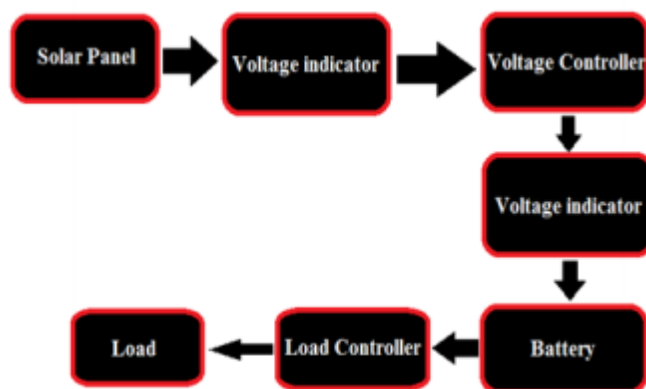 Solar Panel
Voltage indicator
Voltage Controller
Voltage indicator
Battery
Load Controller
Load